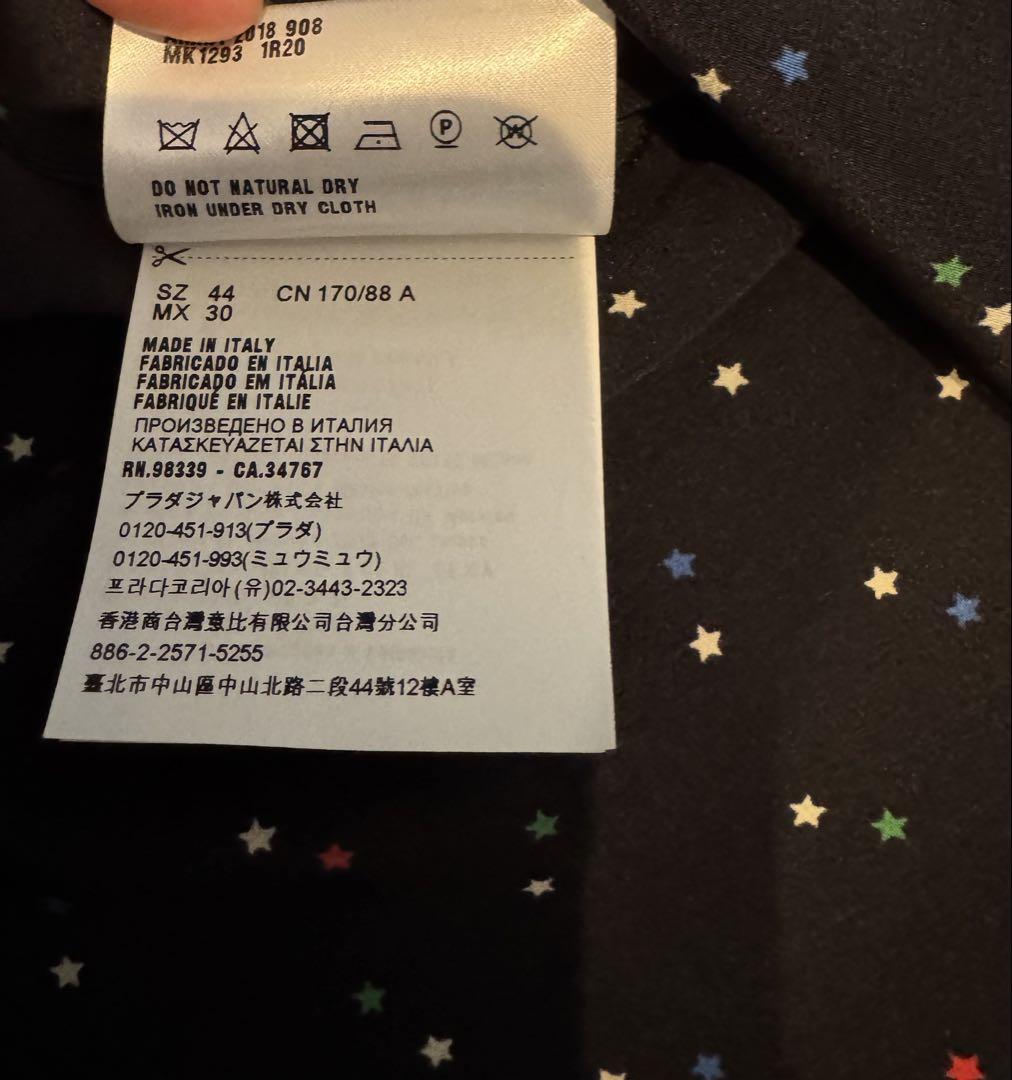 2018 908
MK1293 1R20
P
W
DO NOT NATURAL DRY
IRON UNDER DRY CLOTH
SZ 44 CN 170/88 A
MX 30
MADE IN ITALY
FABRICADO EN ITALIA
FABRICADO EM ITÁLIA
FABRIQUÉ EN ITALIE
ПРОИЗВЕДЕНО В ИТАЛИЯ
ΚΑΤΑΣΚΕΥΑΖΕΤΑΙ ΣΤΗΝ ΙΤΑΛΙΑ
RN.98339 - CA.34767
プラダジャパン株式会社
0120-451-913(プラダ)
0120-451-993(ミュウミュウ)
프라다코리아(유)02-3443-2323
香港商台灣意比有限公司台灣分公司
886-2-2571-5255
臺北市中山區中山北路二段44號12樓A室